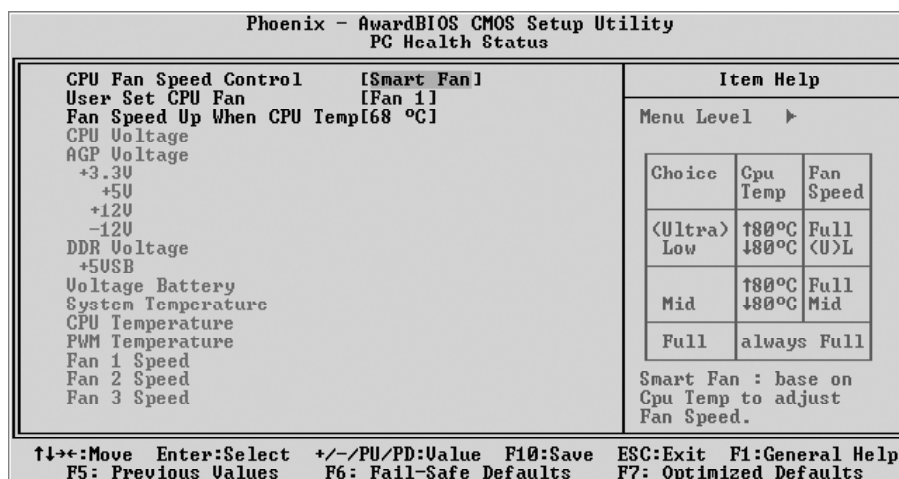 Phoenix - AwardBIOS CMOS Setup Utility
PC Health Status
CPU Fan Speed Control [Smart Fan]
User Set CPU Fan [Fan 1]
Fan Speed Up When CPU Temp[68 ºC]
CPU Voltage
AGP Voltage
+3.3V
+5V
+12V
-12V
DDR Voltage
+5VSB
Voltage Battery
System Temperature
CPU Temperature
PWM Temperature
Fan 1 Speed
Fan 2 Speed
Fan 3 Speed
Item Help
Menu Level ▶
Choice Cpu Temp Fan Speed
(Ultra) Low ↑80ºC Full
↓80ºC (U)L
Mid ↑80ºC Full
↓80ºC Mid
Full always Full
Smart Fan : base on
Cpu Temp to adjust
Fan Speed.
↑↓→←:Move Enter:Select +/-/PU/PD:Value F10:Save ESC:Exit F1:General Help
F5: Previous Values F6: Fail-Safe Defaults F7: Optimized Defaults